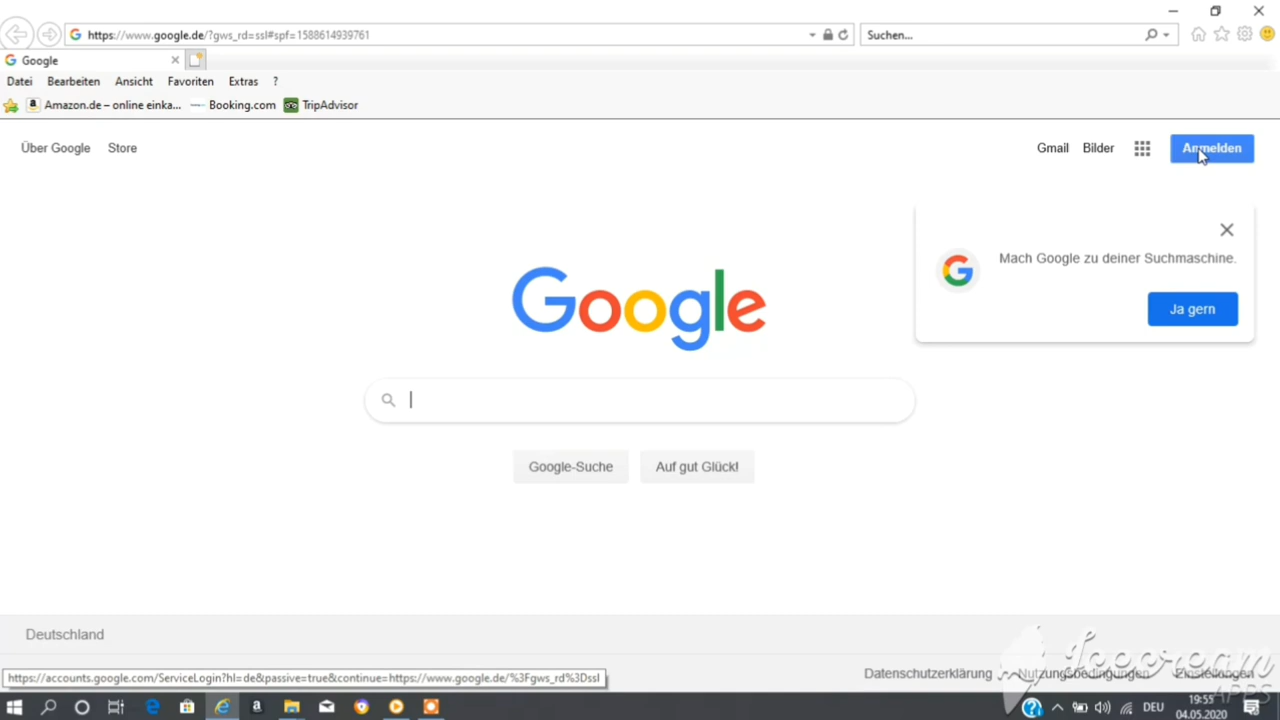 https://www.google.de/?gws_rd=ssl#spf=1588614939761
Suchen...
Google
Datei Bearbeiten Ansicht Favoriten Extras ?
Amazon.de – online einka... Booking.com TripAdvisor
Über Google Store
Gmail Bilder Anmelden
Mach Google zu deiner Suchmaschine.
Ja gern
Google
Google-Suche Auf gut Glück!
Deutschland
https://accounts.google.com/ServiceLogin?hl=de&passive=true&continue=https://www.google.de/%3Fgws_rd%3Dssl
Datenschutzerklärung Nutzungsbedingungen Einstellungen
Icecream
APPS
DEU
19:55
04.05.2020